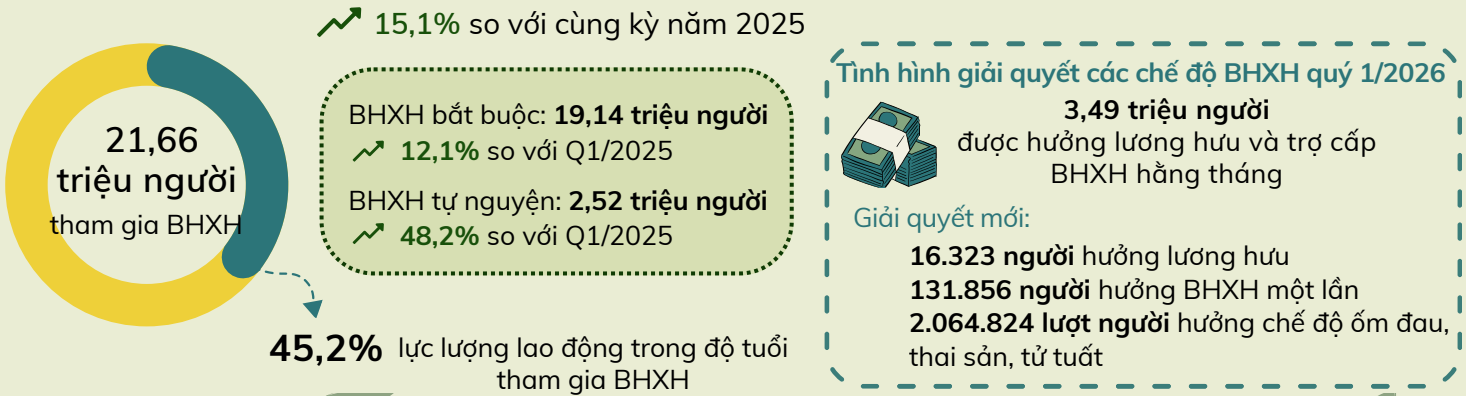 15,1% so với cùng kỳ năm 2025
21,66
triệu người
tham gia BHXH
BHXH bắt buộc: 19,14 triệu người
12,1% so với Q1/2025
BHXH tự nguyện: 2,52 triệu người
48,2% so với Q1/2025
45,2% lực lượng lao động trong độ tuổi
tham gia BHXH
Tình hình giải quyết các chế độ BHXH quý 1/2026
3,49 triệu người
được hưởng lương hưu và trợ cấp
BHXH hằng tháng
Giải quyết mới:
16.323 người hưởng lương hưu
131.856 người hưởng BHXH một lần
2.064.824 lượt người hưởng chế độ ốm đau,
thai sản, tử tuất